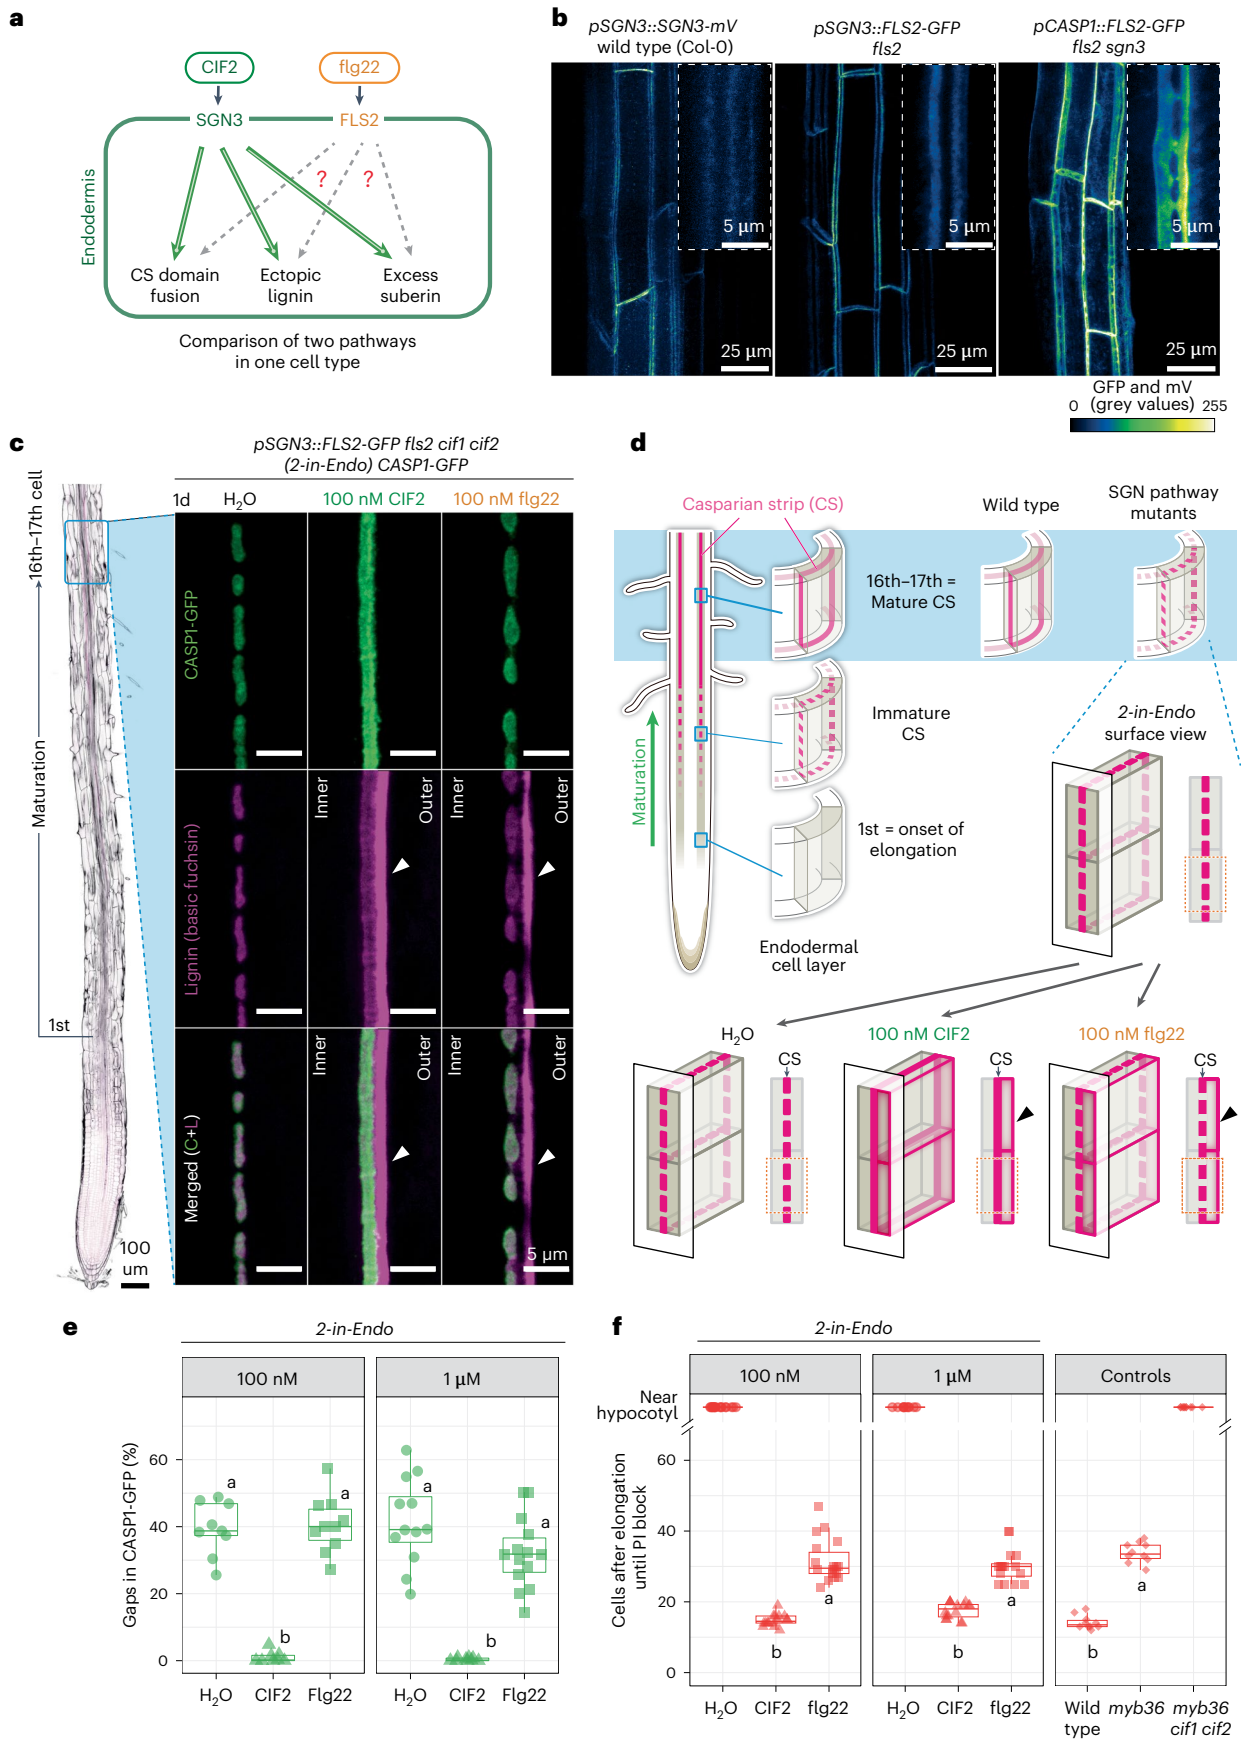 a
CIF2
flg22
SGN3
FLS2
? ?
Endodermis
CS domain fusion
Ectopic lignin
Excess suberin
Comparison of two pathways
in one cell type
b
pSGN3::SGN3-mV
wild type (Col-0)
pSGN3::FLS2-GFP
fls2
pCASP1::FLS2-GFP
fls2 sgn3
5 μm
5 μm
5 μm
25 μm
25 μm
25 μm
GFP and mV
0 (grey values) 255
c
pSGN3::FLS2-GFP fls2 cif1 cif2
(2-in-Endo) CASP1-GFP
1d H2O 100 nM CIF2 100 nM flg22
16th–17th cell
Maturation
1st
100
um
CASP1-GFP
Lignin (basic fuchsin)
Inner Outer Inner Outer
Merged (C+L)
Inner Outer Inner Outer
5 μm
d
Casparian strip (CS)
Wild type
SGN pathway
mutants
16th–17th =
Mature CS
Immature
CS
1st = onset of
elongation
Maturation
Endodermal
cell layer
2-in-Endo
surface view
H2O
100 nM CIF2
100 nM flg22
CS
CS
CS
e
2-in-Endo
100 nM
1 μM
Gaps in CASP1-GFP (%)
60
40
20
0
a
b
a
a
b
a
H2O CIF2 Flg22
H2O CIF2 Flg22
f
2-in-Endo
100 nM
1 μM
Controls
Near
hypocotyl
Cells after elongation
until PI block
60
40
20
0
b
a
b
a
b
a
H2O CIF2 flg22
H2O CIF2 flg22
Wild type
myb36
myb36
cif1 cif2